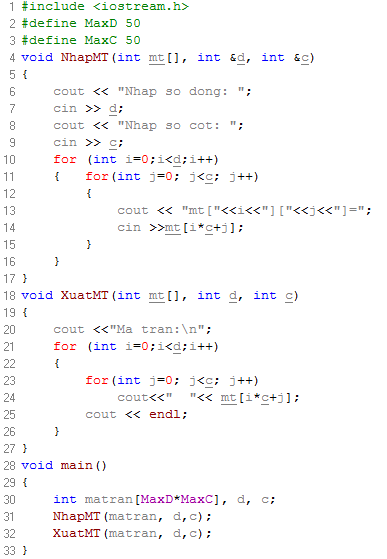 1 #include <iostream.h>
2 #define MaxD 50
3 #define MaxC 50
4 void NhapMT(int mt[], int &d, int &c)
5 {
6     cout << "Nhap so dong: ";
7     cin >> d;
8     cout << "Nhap so cot: ";
9     cin >> c;
10     for (int i=0;i<d;i++)
11     {   for(int j=0; j<c; j++)
12         {
13             cout << "mt["<<i<<"]["<<j<<"]=";
14             cin >>mt[i*c+j];
15         }
16     }
17 }
18 void XuatMT(int mt[], int d, int c)
19 {
20     cout <<"Ma tran:\n";
21     for (int i=0;i<d;i++)
22     {
23         for(int j=0; j<c; j++)
24             cout<<"  "<< mt[i*c+j];
25         cout << endl;
26     }
27 }
28 void main()
29 {
30     int matran[MaxD*MaxC], d, c;
31     NhapMT(matran, d,c);
32     XuatMT(matran, d,c);
33 }